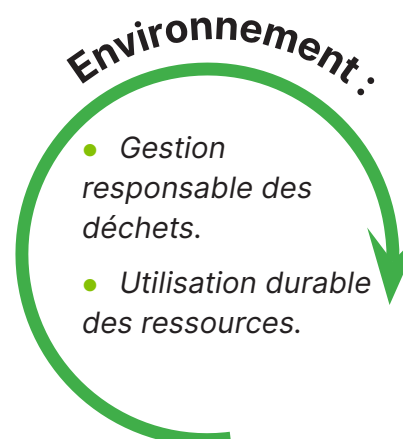 Environnement :
● Gestion
responsable des
déchets.
● Utilisation durable
des ressources.